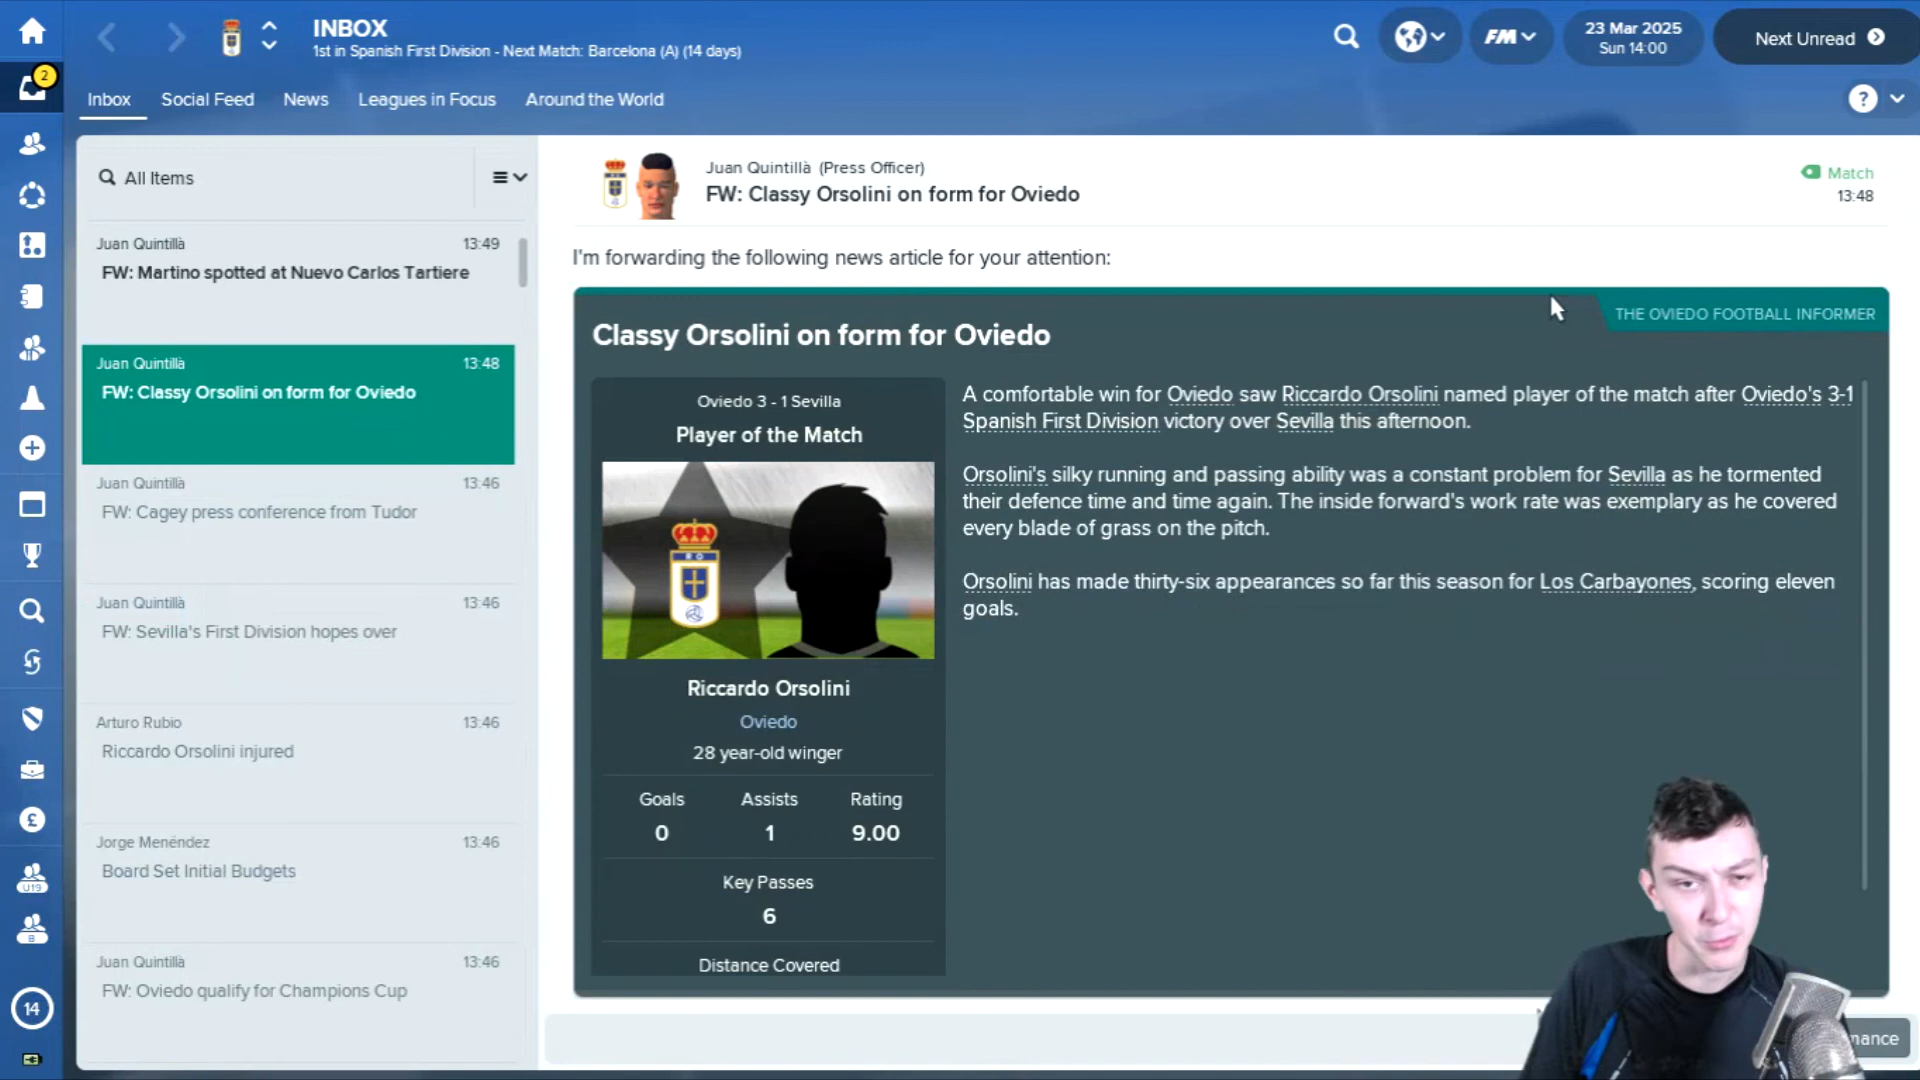 INBOX
1st in Spanish First Division - Next Match: Barcelona (A) (14 days)
FM
23 Mar 2025
Sun 14:00
Next Unread
2
Inbox
Social Feed
News
Leagues in Focus
Around the World
?
All Items
Juan Quintillà
13:49
FW: Martino spotted at Nuevo Carlos Tartiere
Juan Quintillà
13:48
FW: Classy Orsolini on form for Oviedo
Juan Quintillà
13:46
FW: Cagey press conference from Tudor
Juan Quintillà
13:46
FW: Sevilla's First Division hopes over
Arturo Rubio
13:46
Riccardo Orsolini injured
Jorge Menéndez
13:46
Board Set Initial Budgets
Juan Quintillà
13:46
FW: Oviedo qualify for Champions Cup
£
U19
B
14
Juan Quintillà (Press Officer)
FW: Classy Orsolini on form for Oviedo
Match
13:48
I'm forwarding the following news article for your attention:
THE OVIEDO FOOTBALL INFORMER
Classy Orsolini on form for Oviedo
Oviedo 3 - 1 Sevilla
Player of the Match
Riccardo Orsolini
Oviedo
28 year-old winger
Goals
Assists
Rating
0
1
9.00
Key Passes
6
Distance Covered
A comfortable win for Oviedo saw Riccardo Orsolini named player of the match after Oviedo's 3-1
Spanish First Division victory over Sevilla this afternoon.
Orsolini's silky running and passing ability was a constant problem for Sevilla as he tormented
their defence time and time again. The inside forward's work rate was exemplary as he covered
every blade of grass on the pitch.
Orsolini has made thirty-six appearances so far this season for Los Carbayones, scoring eleven
goals.